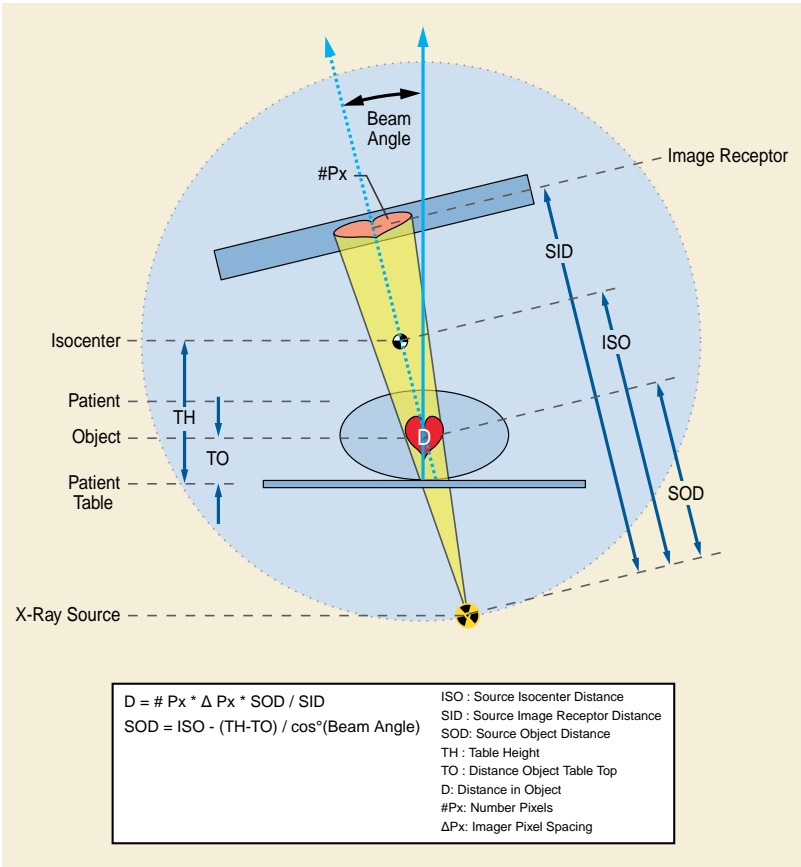 Beam
Angle
Image Receptor
#Px
SID
Isocenter
ISO
Patient
TH
Object
D
TO
Patient
Table
SOD
X-Ray Source
D = # Px * Δ Px * SOD / SID
SOD = ISO - (TH-TO) / cos°(Beam Angle)
ISO : Source Isocenter Distance
SID : Source Image Receptor Distance
SOD: Source Object Distance
TH : Table Height
TO : Distance Object Table Top
D: Distance in Object
#Px: Number Pixels
ΔPx: Imager Pixel Spacing